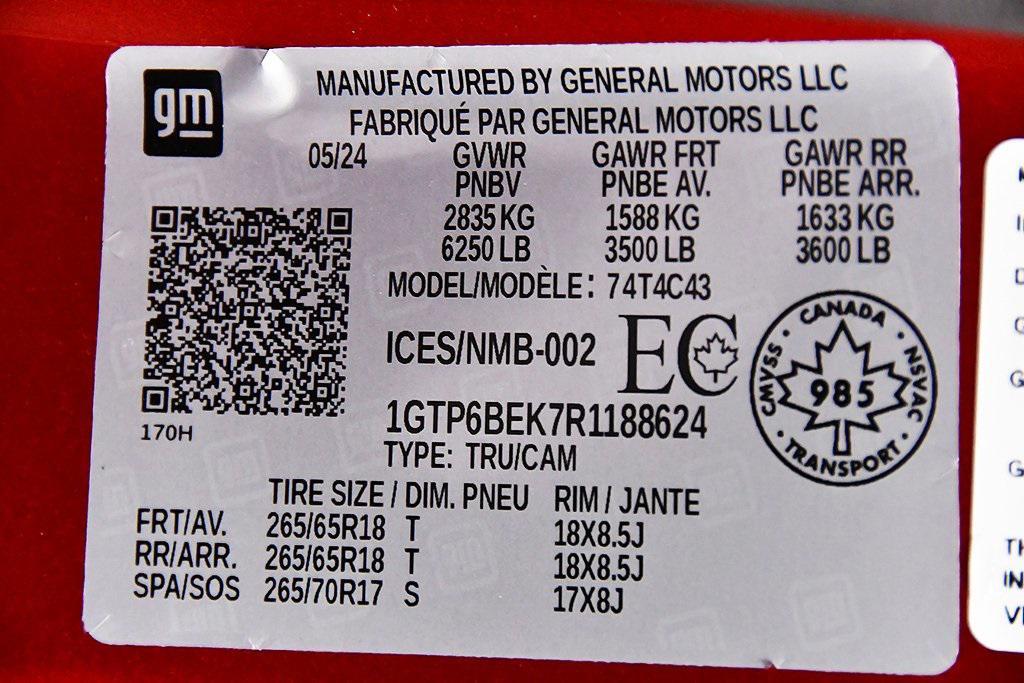 gm
MANUFACTURED BY GENERAL MOTORS LLC
FABRIQUÉ PAR GENERAL MOTORS LLC
05/24 GVWR GAWR FRT GAWR RR
PNBV PNBE AV. PNBE ARR.
2835 KG 1588 KG 1633 KG
6250 LB 3500 LB 3600 LB
MODEL/MODÈLE: 74T4C43
ICES/NMB-002 EC
CANADA
CMVSS 985 NSVAC
TRANSPORT
170H
1GTP6BEK7R1188624
TYPE: TRU/CAM
TIRE SIZE / DIM. PNEU RIM / JANTE
FRT/AV. 265/65R18 T 18X8.5J
RR/ARR. 265/65R18 T 18X8.5J
SPA/SOS 265/70R17 S 17X8J